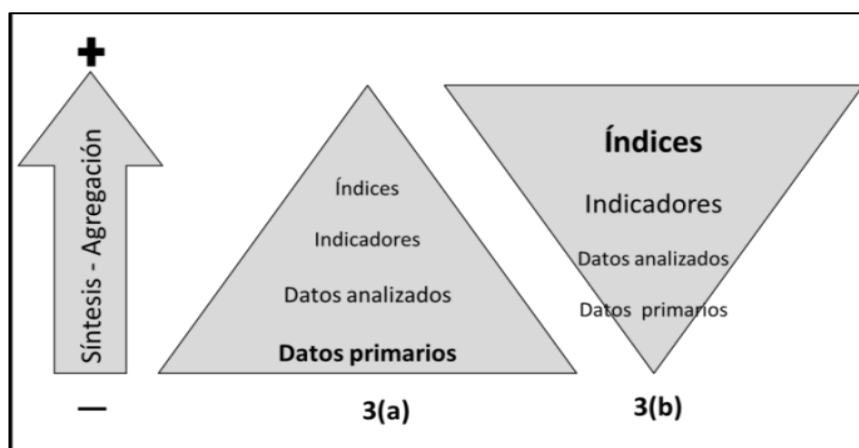 +
Síntesis - Agregación
—
Índices
Indicadores
Datos analizados
Datos primarios
3(a)
Índices
Indicadores
Datos analizados
Datos primarios
3(b)